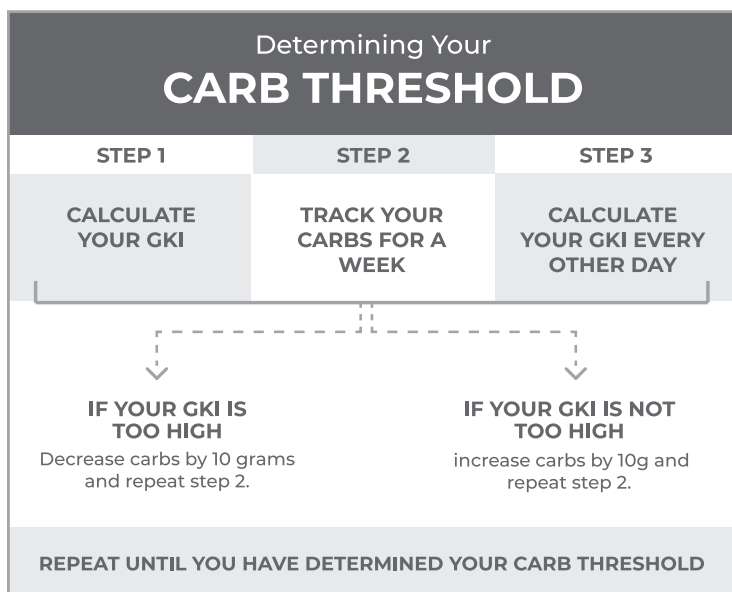 Determining Your
CARB THRESHOLD
STEP 1
STEP 2
STEP 3
CALCULATE
YOUR GKI
TRACK YOUR
CARBS FOR A
WEEK
CALCULATE
YOUR GKI EVERY
OTHER DAY
IF YOUR GKI IS
TOO HIGH
Decrease carbs by 10 grams
and repeat step 2.
IF YOUR GKI IS NOT
TOO HIGH
increase carbs by 10g and
repeat step 2.
REPEAT UNTIL YOU HAVE DETERMINED YOUR CARB THRESHOLD